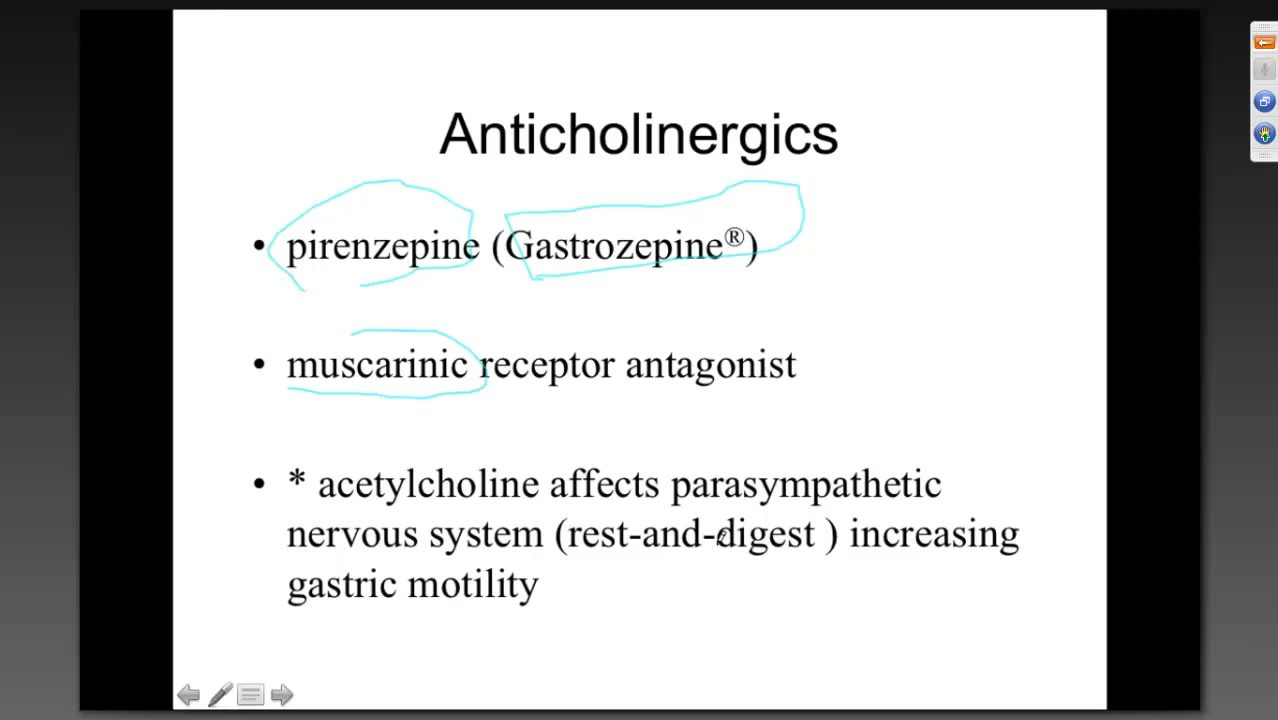 Anticholinergics
• pirenzepine (Gastrozepine®)
• muscarinic receptor antagonist
• * acetylcholine affects parasympathetic
nervous system (rest-and-digest ) increasing
gastric motility